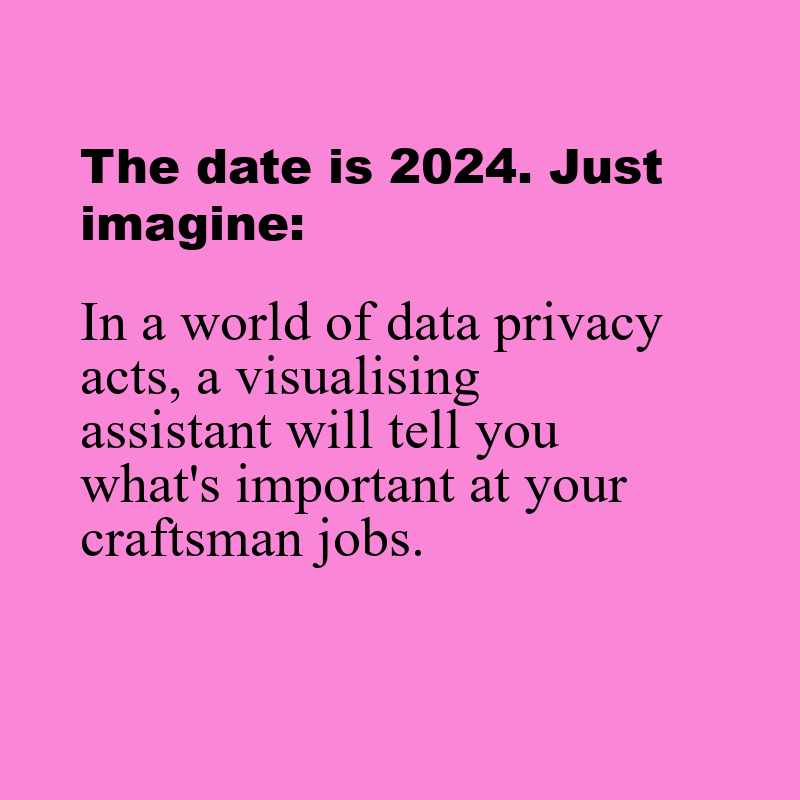 The date is 2024. Just
imagine:
In a world of data privacy
acts, a visualising
assistant will tell you
what's important at your
craftsman jobs.